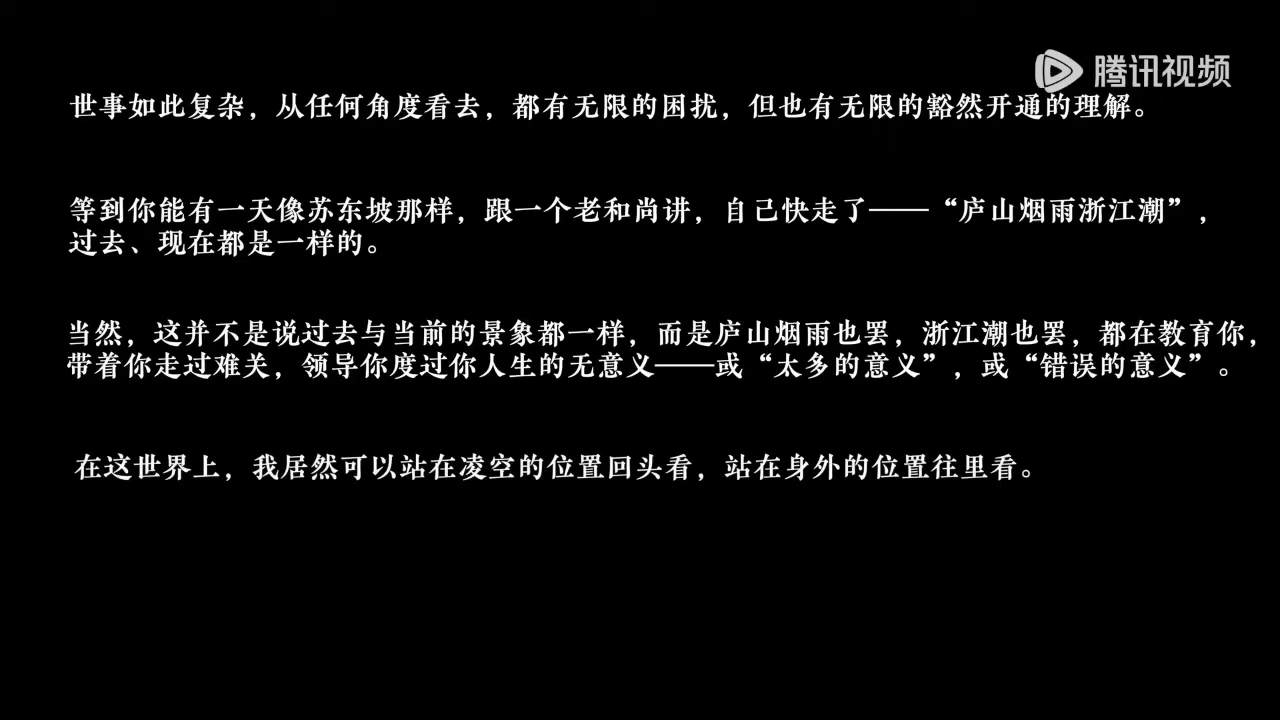 腾讯视频
世事如此复杂，从任何角度看去，都有无限的困扰，但也有无限的豁然开通的理解。
等到你能有一天像苏东坡那样，跟一个老和尚讲，自己快走了——“庐山烟雨浙江潮”，
过去、现在都是一样的。
当然，这并不是说过去与当前的景象都一样，而是庐山烟雨也罢，浙江潮也罢，都在教育你，
带着你走过难关，领导你度过你人生的无意义——或“太多的意义”，或“错误的意义”。
在这世界上，我居然可以站在凌空的位置回头看，站在身外的位置往里看。